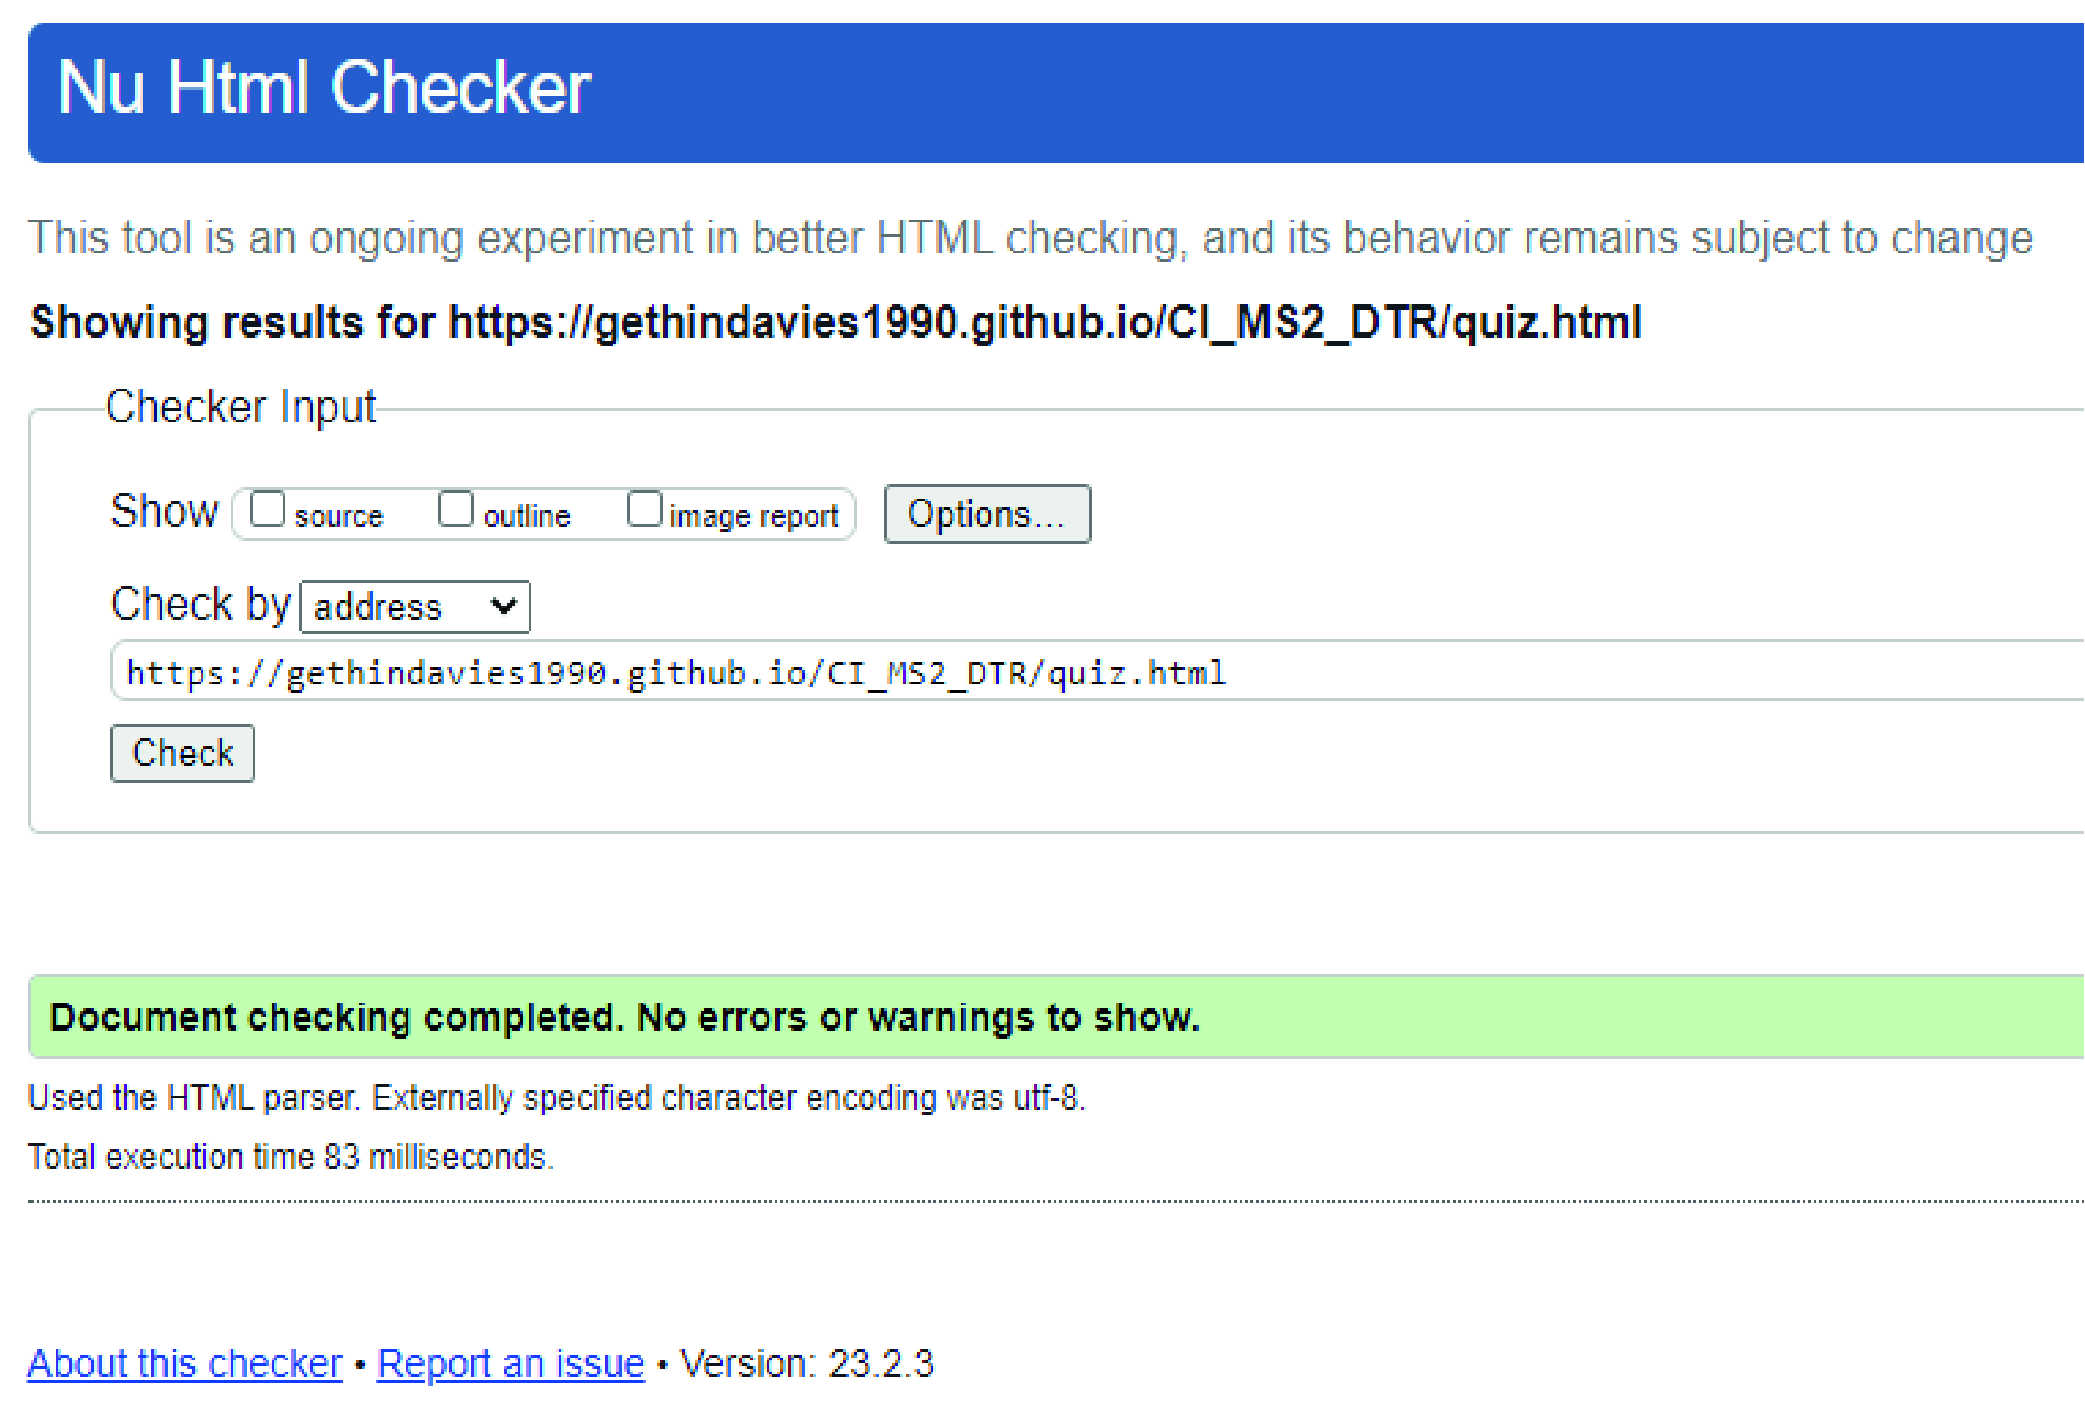 Nu Html Checker
This tool is an ongoing experiment in better HTML checking, and its behavior remains subject to change
Showing results for https://gethindavies1990.github.io/CI_MS2_DTR/quiz.html
Checker Input
Show source outline image report Options...
Check by address
https://gethindavies1990.github.io/CI_MS2_DTR/quiz.html
Check
Document checking completed. No errors or warnings to show.
Used the HTML parser. Externally specified character encoding was utf-8.
Total execution time 83 milliseconds.
About this checker • Report an issue • Version: 23.2.3